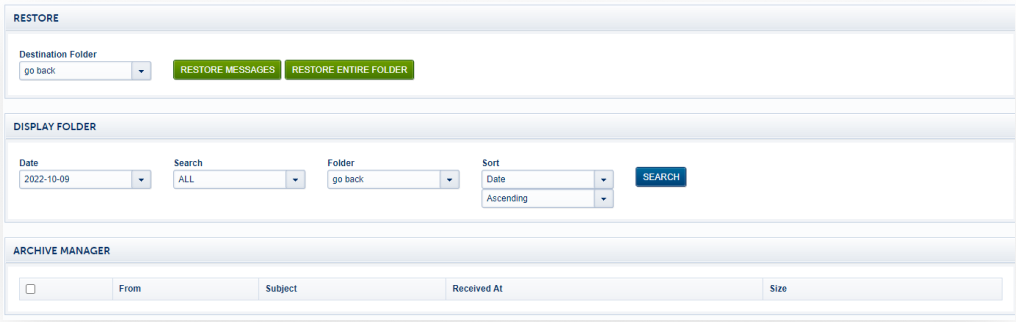 RESTORE
Destination Folder
go back
RESTORE MESSAGES RESTORE ENTIRE FOLDER
DISPLAY FOLDER
Date Search Folder Sort
2022-10-09 ALL go back Date SEARCH
Ascending
ARCHIVE MANAGER
From Subject Received At Size